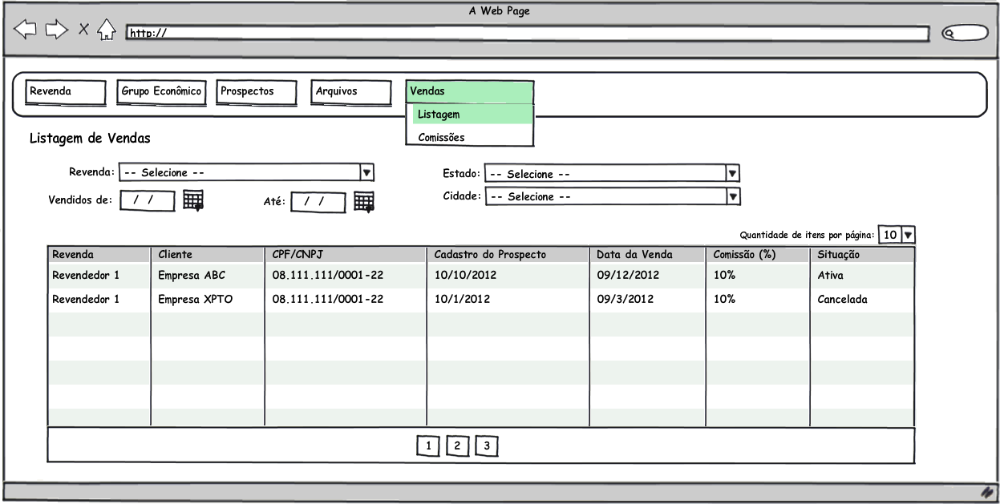 A Web Page
http://
Revenda Grupo Econômico Prospectos Arquivos Vendas
Listagem
Comissões
Listagem de Vendas
Revenda: -- Selecione -- Estado: -- Selecione --
Vendidos de: / / Até: / / Cidade: -- Selecione --
Quantidade de itens por página: 10
Revenda Cliente CPF/CNPJ Cadastro do Prospecto Data da Venda Comissão (%) Situação
Revendedor 1 Empresa ABC 08.111.111/0001-22 10/10/2012 09/12/2012 10% Ativa
Revendedor 1 Empresa XPTO 08.111.111/0001-22 10/1/2012 09/3/2012 10% Cancelada
1 2 3